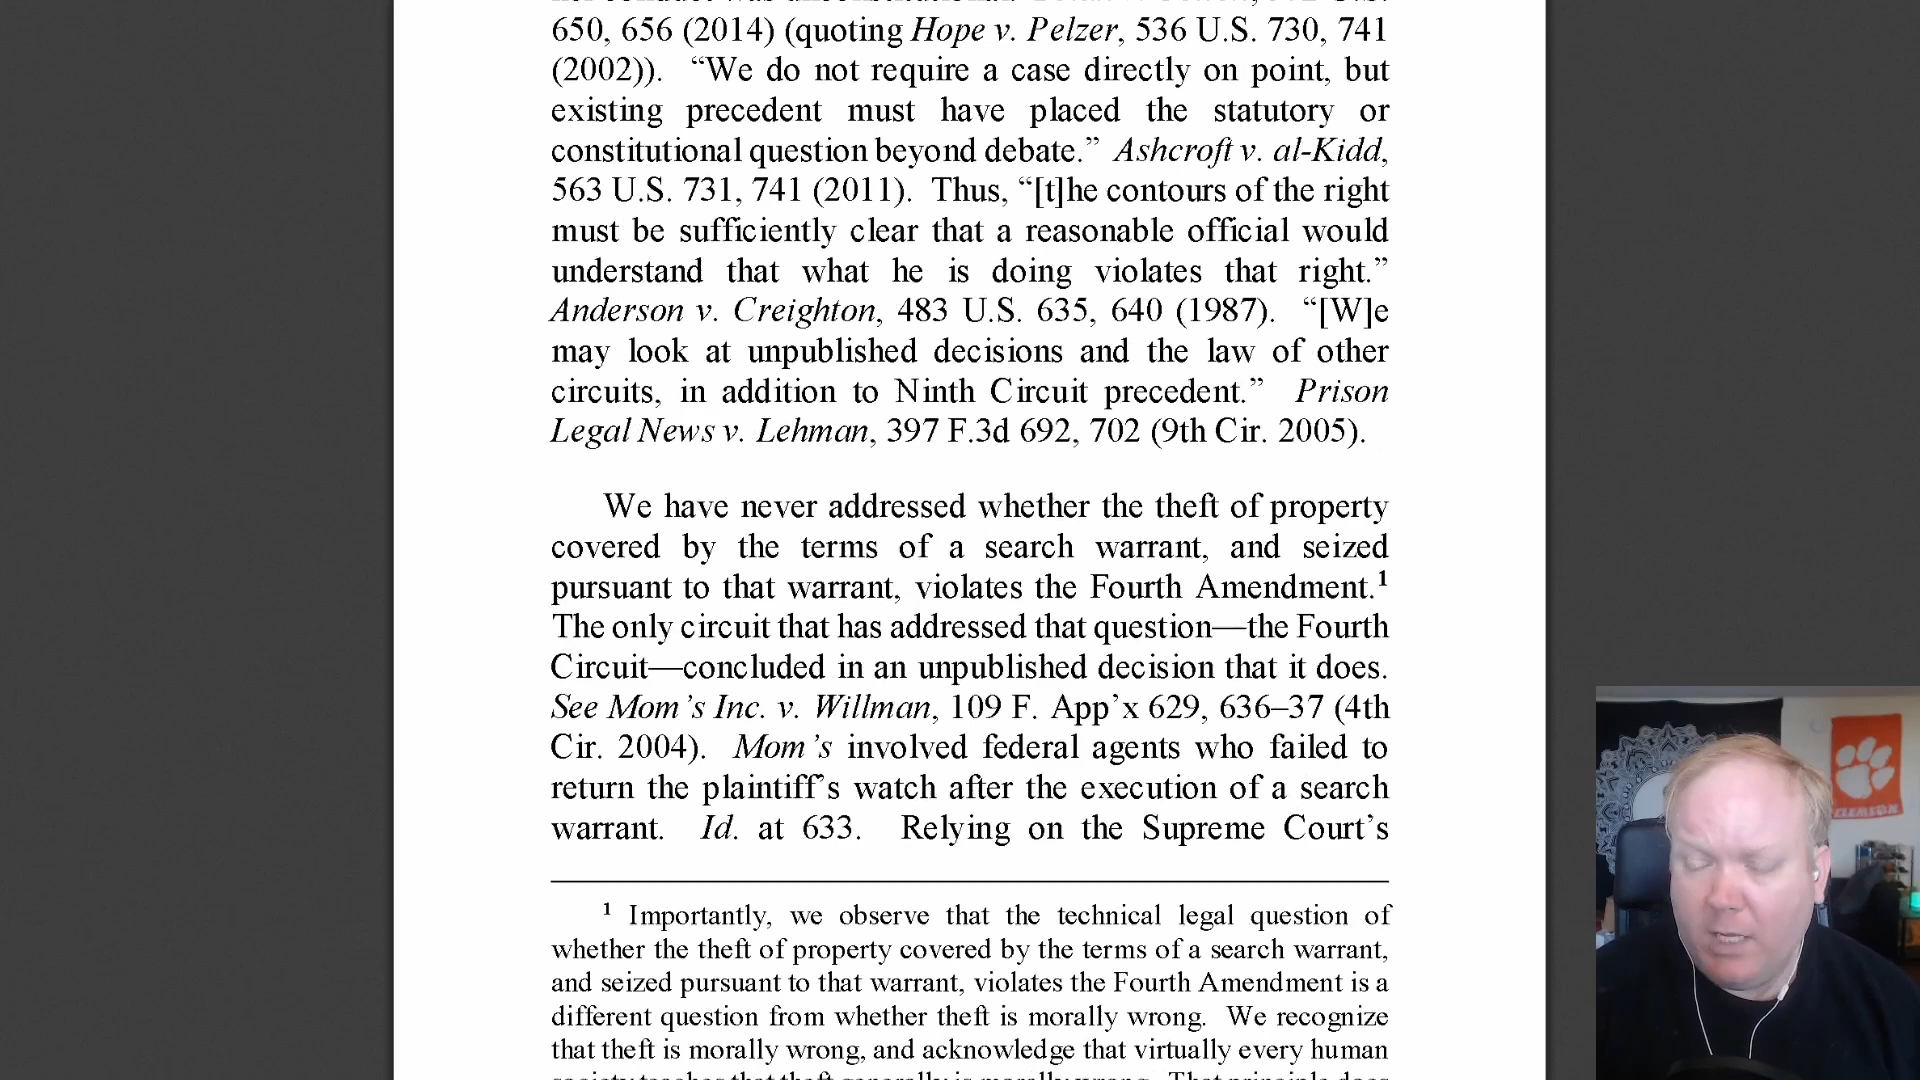 650, 656 (2014) (quoting Hope v. Pelzer, 536 U.S. 730, 741
(2002)). “We do not require a case directly on point, but
existing precedent must have placed the statutory or
constitutional question beyond debate.” Ashcroft v. al-Kidd,
563 U.S. 731, 741 (2011). Thus, “[t]he contours of the right
must be sufficiently clear that a reasonable official would
understand that what he is doing violates that right.”
Anderson v. Creighton, 483 U.S. 635, 640 (1987). “[W]e
may look at unpublished decisions and the law of other
circuits, in addition to Ninth Circuit precedent.” Prison
Legal News v. Lehman, 397 F.3d 692, 702 (9th Cir. 2005).
We have never addressed whether the theft of property
covered by the terms of a search warrant, and seized
pursuant to that warrant, violates the Fourth Amendment.1
The only circuit that has addressed that question—the Fourth
Circuit—concluded in an unpublished decision that it does.
See Mom’s Inc. v. Willman, 109 F. App’x 629, 636–37 (4th
Cir. 2004). Mom’s involved federal agents who failed to
return the plaintiff’s watch after the execution of a search
warrant. Id. at 633. Relying on the Supreme Court’s
1 Importantly, we observe that the technical legal question of
whether the theft of property covered by the terms of a search warrant,
and seized pursuant to that warrant, violates the Fourth Amendment is a
different question from whether theft is morally wrong. We recognize
that theft is morally wrong, and acknowledge that virtually every human
CLEMSON